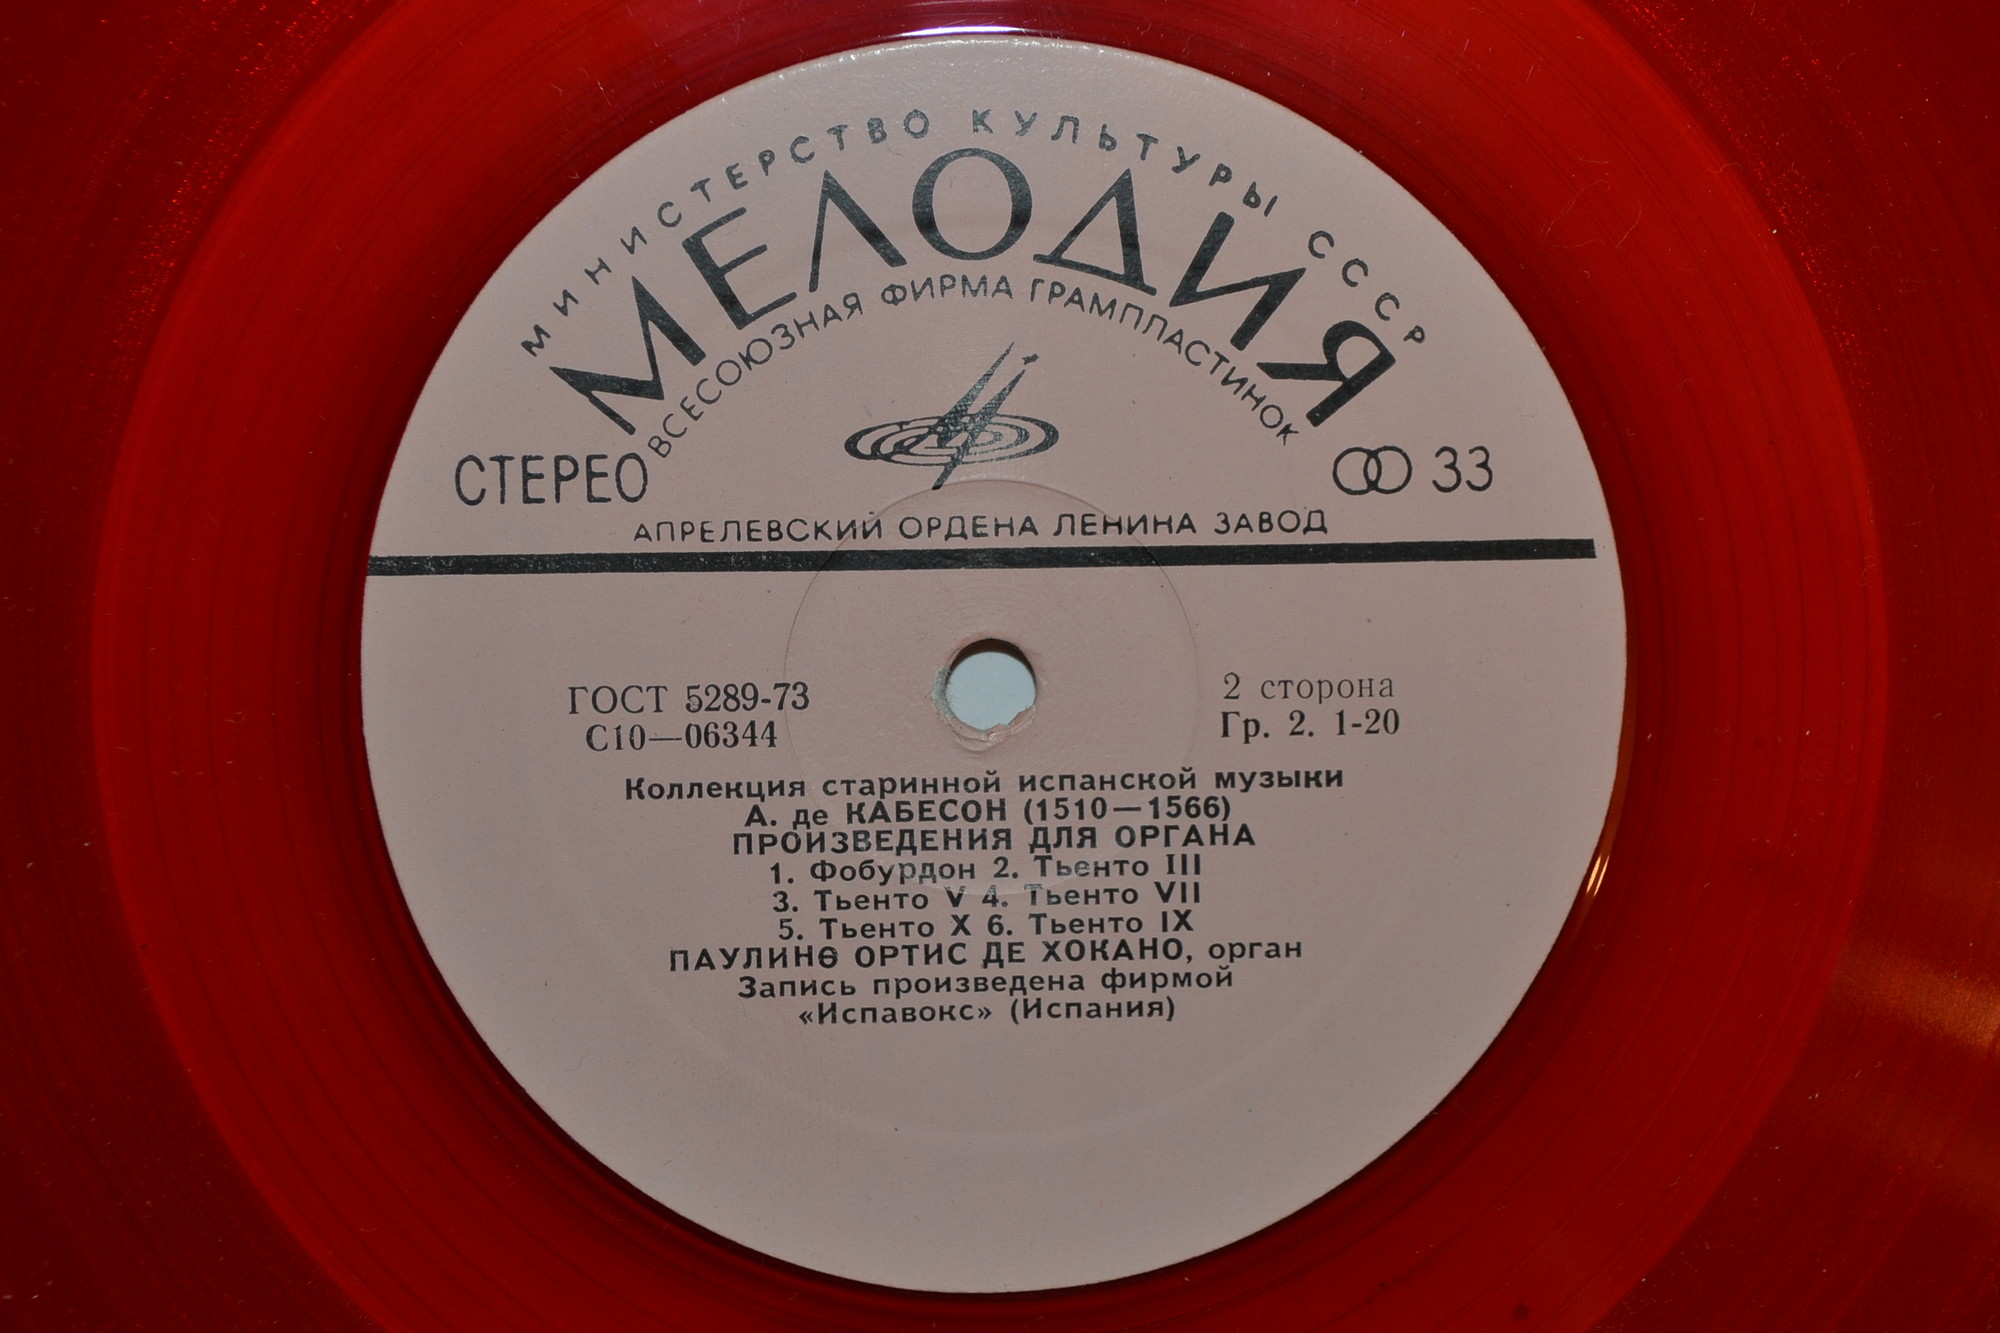 МИНИСТЕРСТВО КУЛЬТУРЫ СССР
МЕЛОДИЯ
ВСЕСОЮЗНАЯ ФИРМА ГРАМПЛАСТИНОК
СТЕРЕО 33
АПРЕЛЕВСКИЙ ОРДЕНА ЛЕНИНА ЗАВОД
ГОСТ 5289-73 2 сторона
С10—06344 Гр. 2. 1-20
Коллекция старинной испанской музыки
А. де КАБЕСОН (1510—1566)
ПРОИЗВЕДЕНИЯ ДЛЯ ОРГАНА
1. Фобурдон 2. Тьенто III
3. Тьенто V 4. Тьенто VII
5. Тьенто X 6. Тьенто IX
ПАУЛИНО ОРТИС ДЕ ХОКАНО, орган
Запись произведена фирмой
«Испавокс» (Испания)